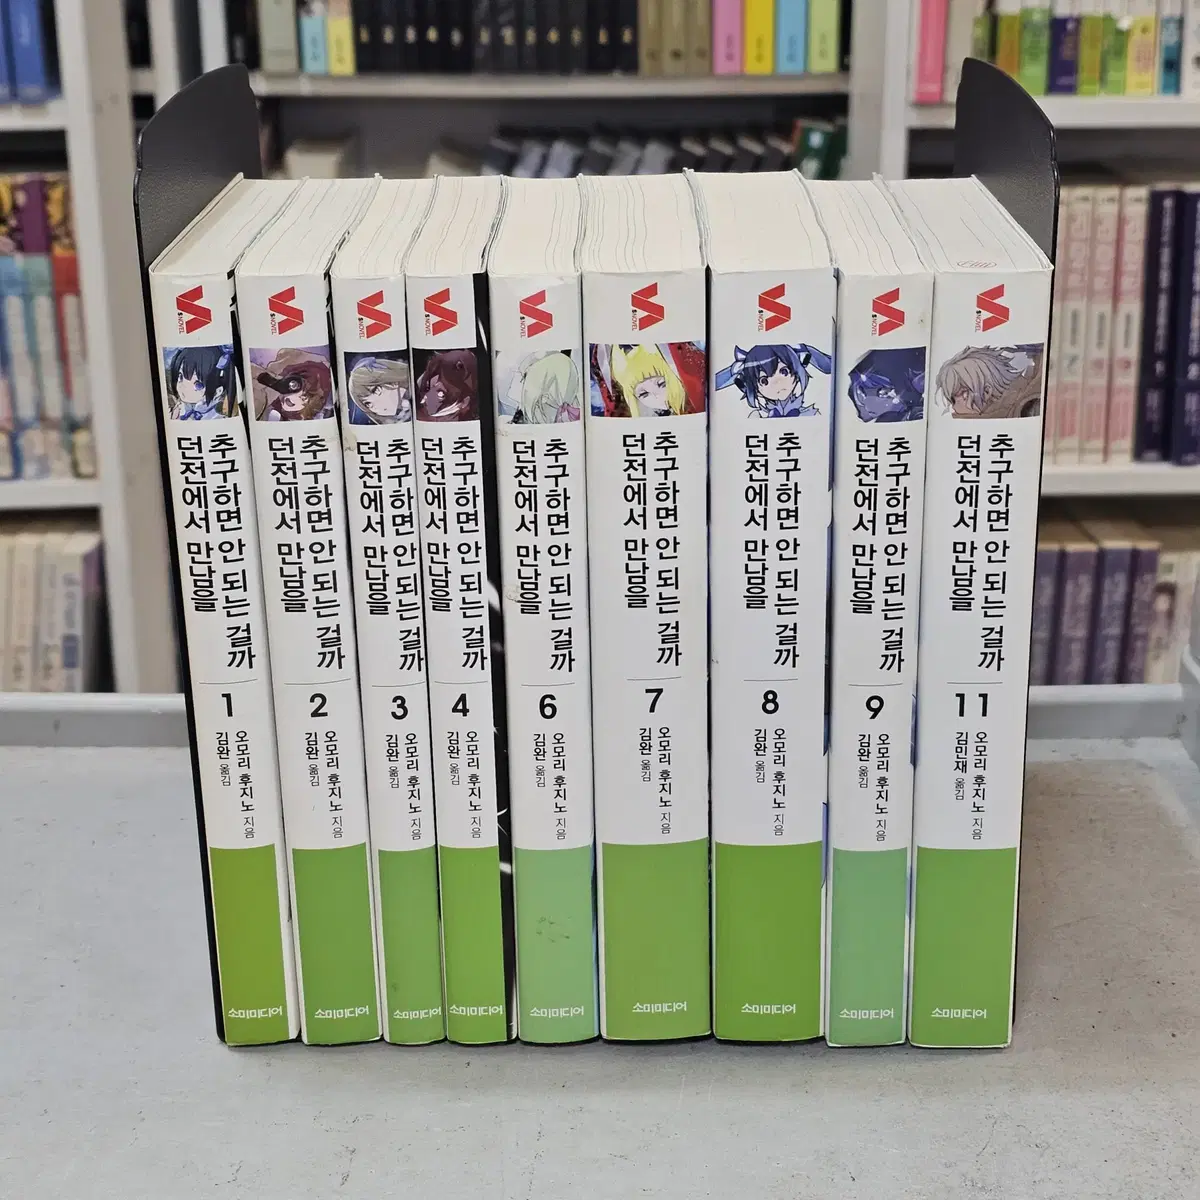 S NOVEL
던전에서 만남을
추구하면 안 되는 걸까
1
오모리 후지노 지음
김완 옮김
소미미디어
S NOVEL
던전에서 만남을
추구하면 안 되는 걸까
2
오모리 후지노 지음
김완 옮김
소미미디어
S NOVEL
던전에서 만남을
추구하면 안 되는 걸까
3
오모리 후지노 지음
김완 옮김
소미미디어
S NOVEL
던전에서 만남을
추구하면 안 되는 걸까
4
오모리 후지노 지음
김완 옮김
소미미디어
S NOVEL
던전에서 만남을
추구하면 안 되는 걸까
6
오모리 후지노 지음
김완 옮김
소미미디어
S NOVEL
던전에서 만남을
추구하면 안 되는 걸까
7
오모리 후지노 지음
김완 옮김
소미미디어
S NOVEL
던전에서 만남을
추구하면 안 되는 걸까
8
오모리 후지노 지음
김완 옮김
소미미디어
S NOVEL
던전에서 만남을
추구하면 안 되는 걸까
9
오모리 후지노 지음
김완 옮김
소미미디어
S NOVEL
던전에서 만남을
추구하면 안 되는 걸까
11
오모리 후지노 지음
김민재 옮김
소미미디어